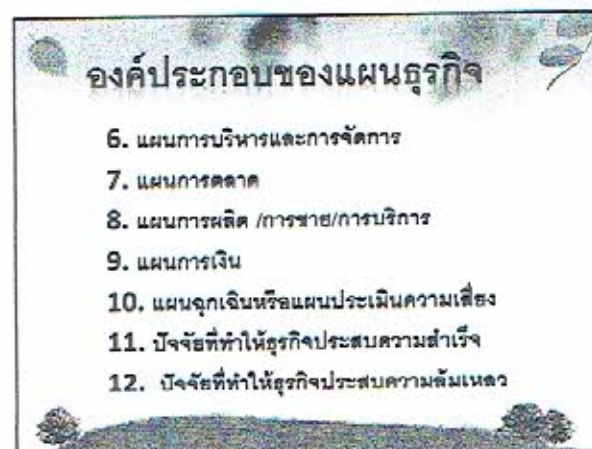 องค์ประกอบของแผนธุรกิจ
6. แผนการบริหารและการจัดการ
7. แผนการตลาด
8. แผนการผลิต /การขาย/การบริการ
9. แผนการเงิน
10. แผนฉุกเฉินหรือแผนประเมินความเสี่ยง
11. ปัจจัยที่ทำให้ธุรกิจประสบความสำเร็จ
12. ปัจจัยที่ทำให้ธุรกิจประสบความล้มเหลว